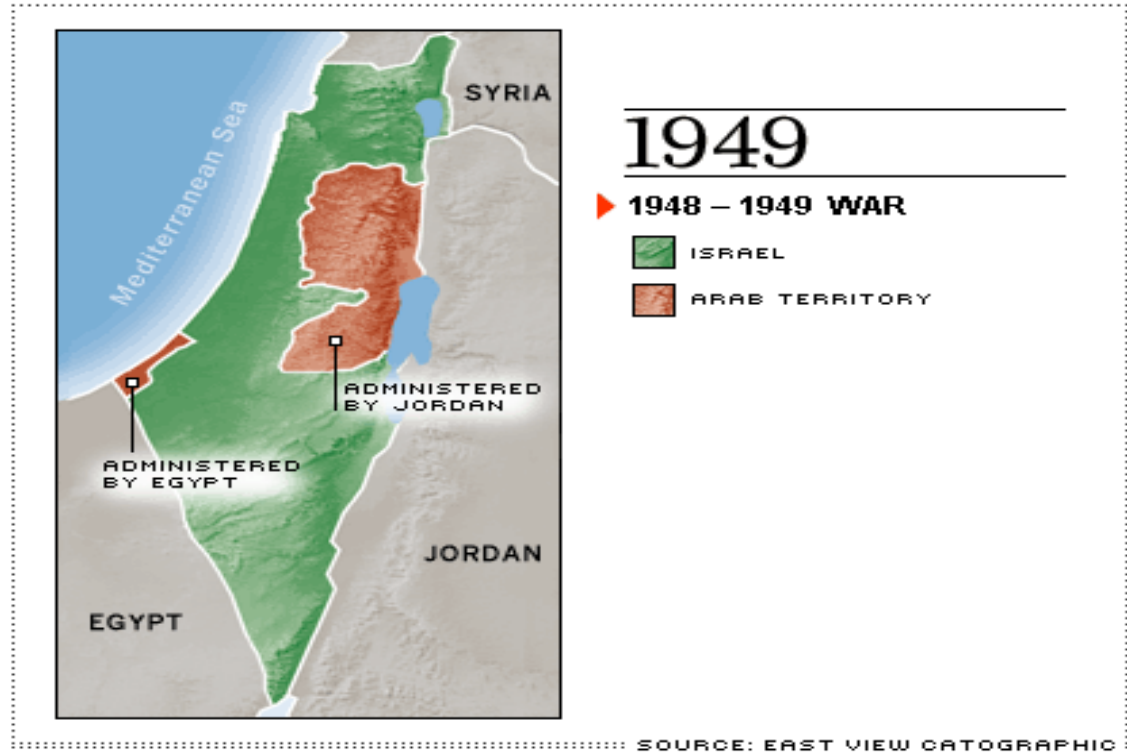 SYRIA
Mediterranean Sea
ADMINISTERED
BY JORDAN
ADMINISTERED
BY EGYPT
JORDAN
EGYPT
1949
1948 – 1949 WAR
ISRAEL
ARAB TERRITORY
SOURCE: EAST VIEW CATOGRAPHIC